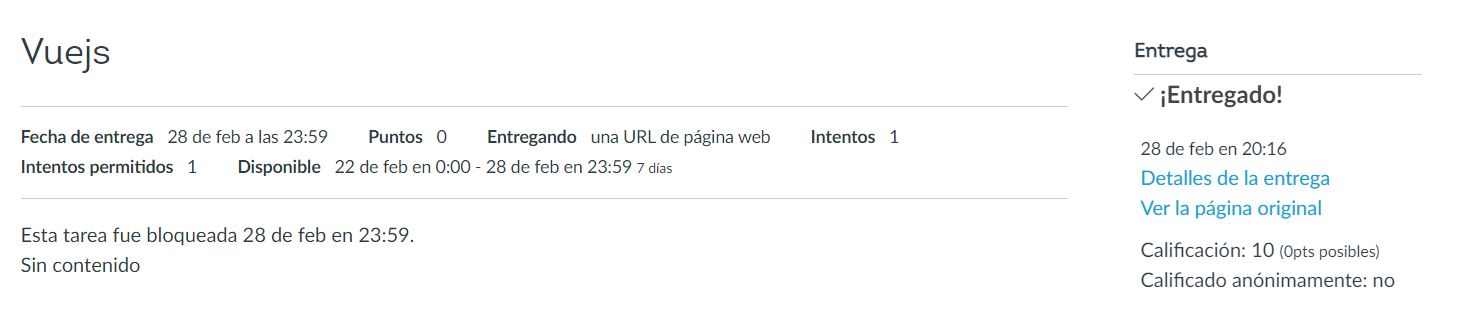 Vuejs
Fecha de entrega 28 de feb a las 23:59 Puntos 0 Entregando una URL de página web Intentos 1
Intentos permitidos 1 Disponible 22 de feb en 0:00 - 28 de feb en 23:59 7 días
Esta tarea fue bloqueada 28 de feb en 23:59.
Sin contenido
Entrega
¡Entregado!
28 de feb en 20:16
Detalles de la entrega
Ver la página original
Calificación: 10 (0pts posibles)
Calificado anónimamente: no